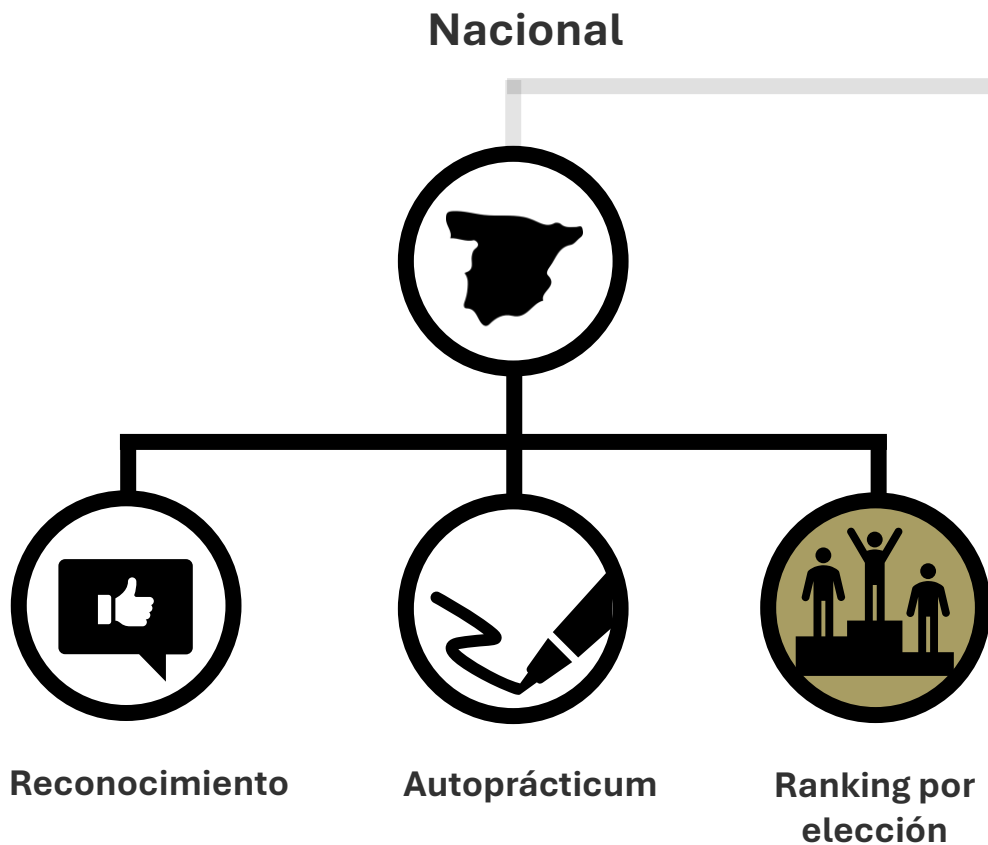 Nacional
Reconocimiento
Autoprácticum
Ranking por
elección